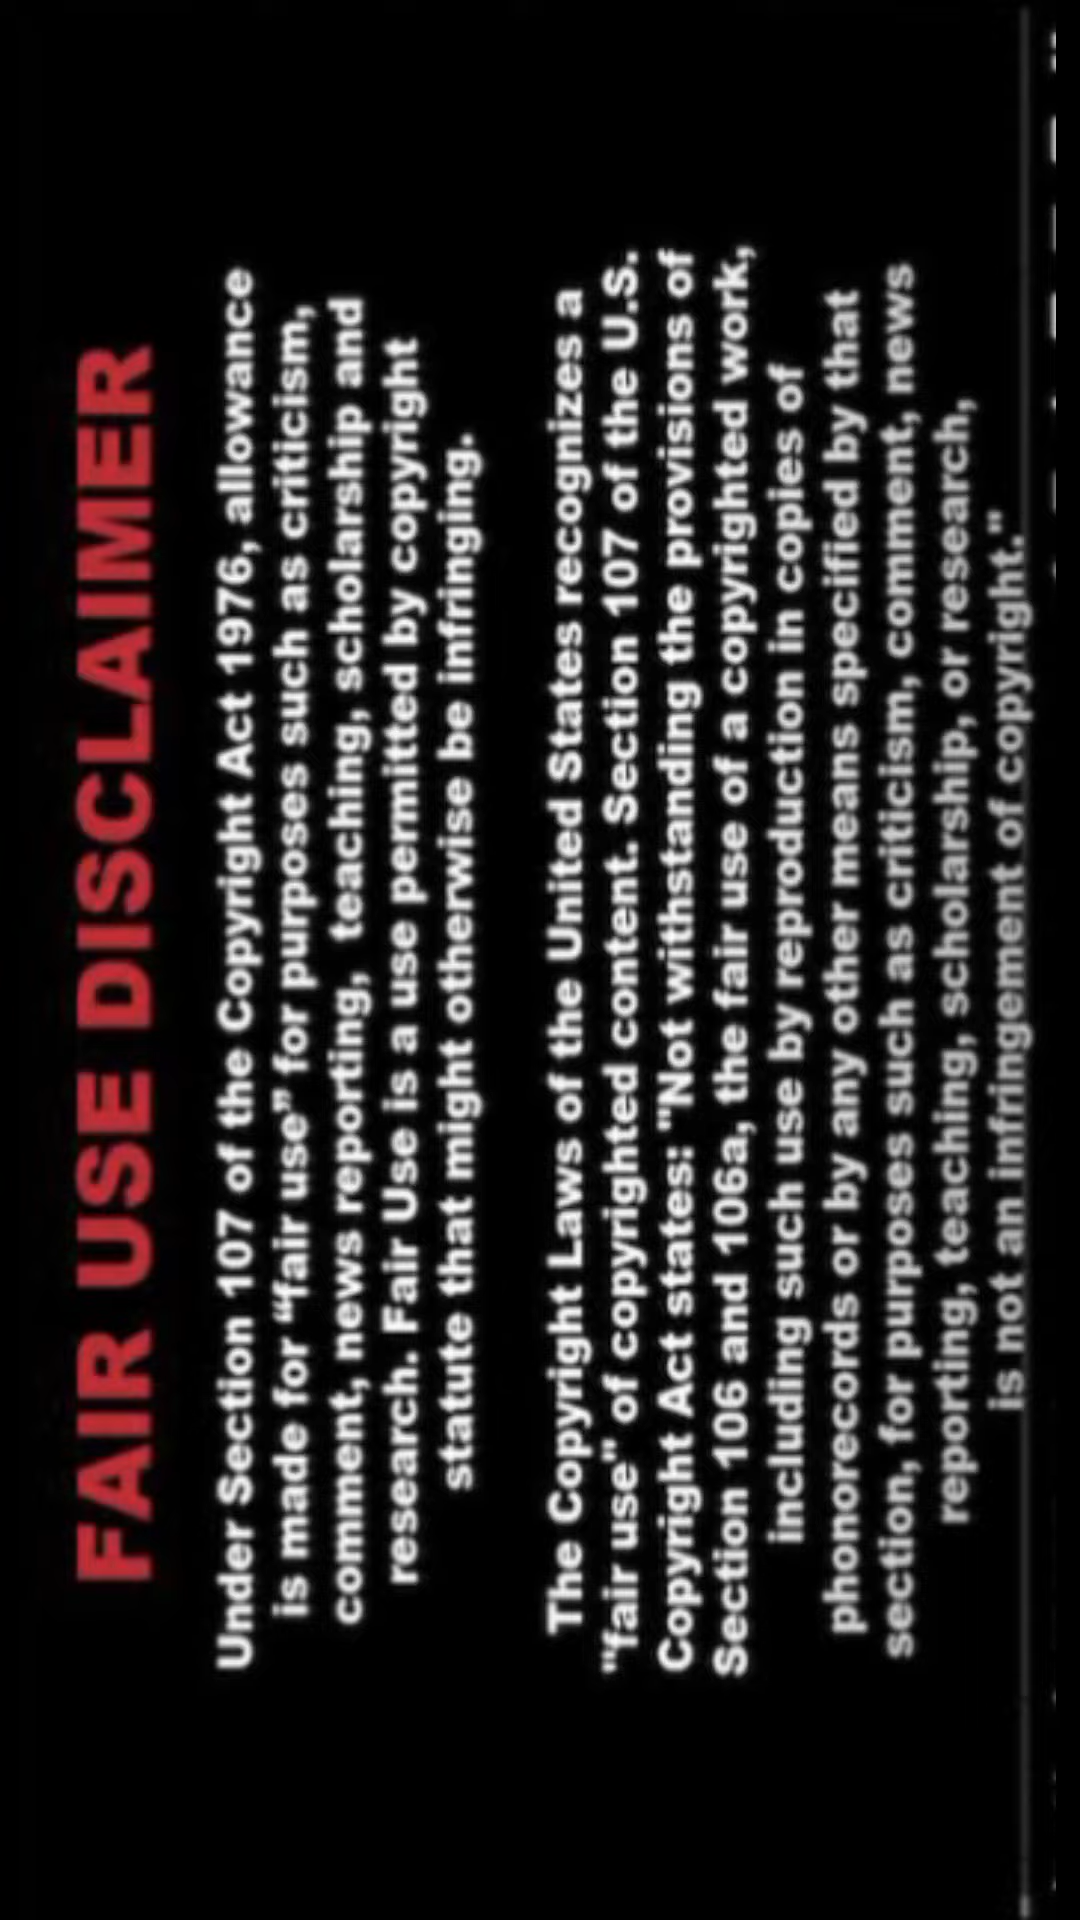 FAIR USE DISCLAIMER
Under Section 107 of the Copyright Act 1976, allowance
is made for “fair use” for purposes such as criticism,
comment, news reporting, teaching, scholarship and
research. Fair Use is a use permitted by copyright
statute that might otherwise be infringing.
The Copyright Laws of the United States recognizes a
"fair use" of copyrighted content. Section 107 of the U.S.
Copyright Act states: "Not withstanding the provisions of
Section 106 and 106a, the fair use of a copyrighted work,
including such use by reproduction in copies of
phonorecords or by any other means specified by that
section, for purposes such as criticism, comment, news
reporting, teaching, scholarship, or research,
is not an infringement of copyright."